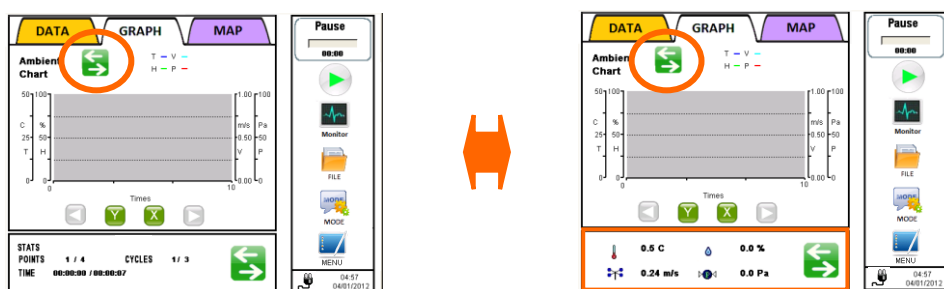 DATA GRAPH MAP
Ambient
Chart
T V
H P
50 100 1.00 100
C % m/s Pa
25 50 0.50 50
T H V P
0 0 0.00 0
0 10
Times
Y X
STATS
POINTS 1 / 4 CYCLES 1 / 3
TIME 00:00:00 / 00:00:07
Pause
00:00
Monitor
FILE
MODE
MODE
MENU
04:57
04/01/2012
DATA GRAPH MAP
Ambient
Chart
T V
H P
50 100 1.00 100
C % m/s Pa
25 50 0.50 50
T H V P
0 0 0.00 0
0 10
Times
Y X
0.5 C 0.0 %
0.24 m/s 0.0 Pa
Pause
00:00
Monitor
FILE
MODE
MODE
MENU
04:57
04/01/2012